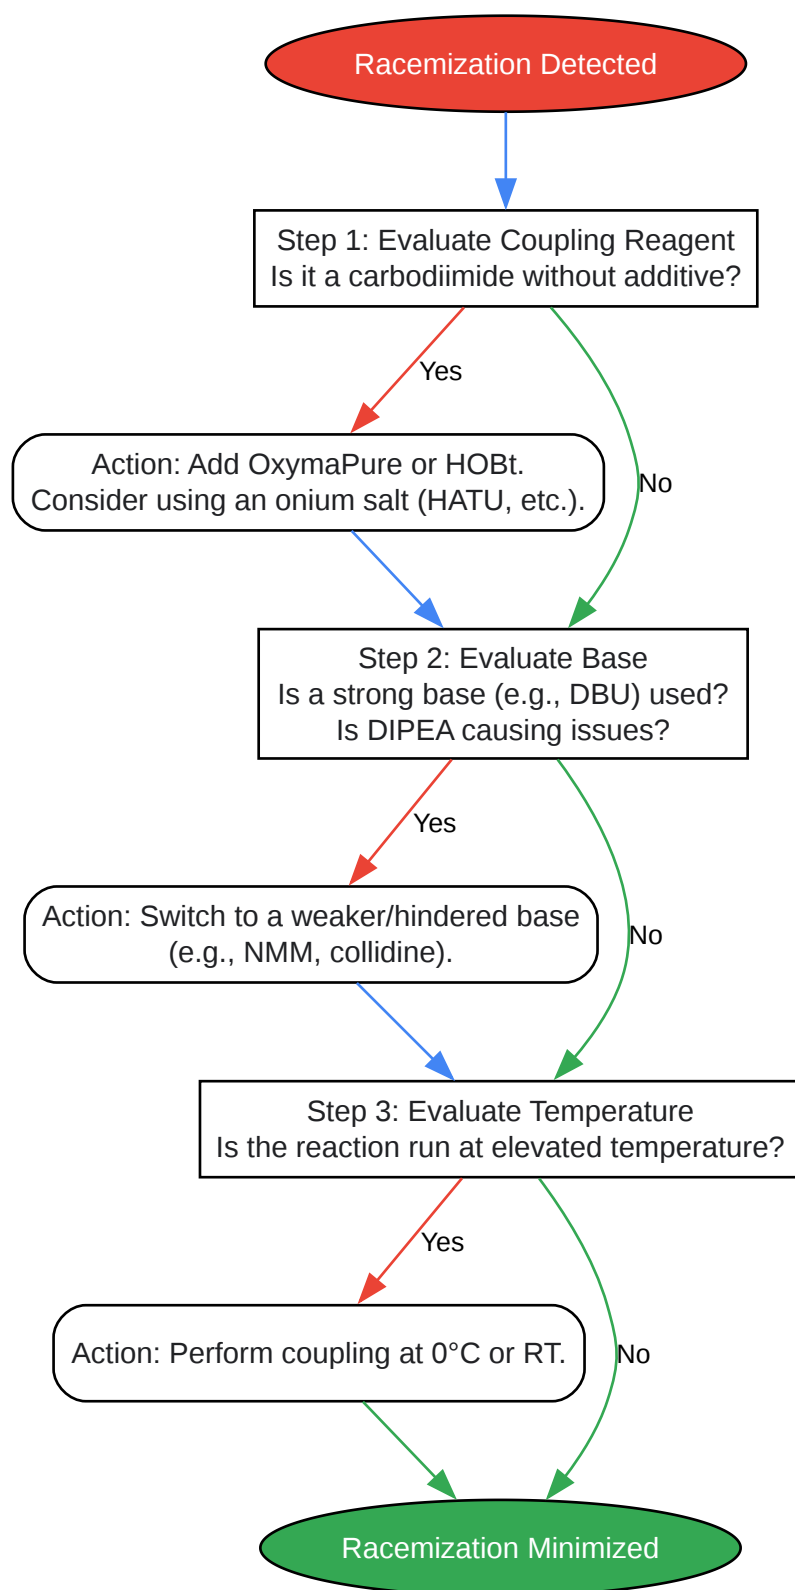 Racemization Detected
Step 1: Evaluate Coupling Reagent
Is it a carbodiimide without additive?
Yes
Action: Add OxymaPure or HOBt.
Consider using an onium salt (HATU, etc.).
No
Step 2: Evaluate Base
Is a strong base (e.g., DBU) used?
Is DIPEA causing issues?
Yes
Action: Switch to a weaker/hindered base
(e.g., NMM, collidine).
No
Step 3: Evaluate Temperature
Is the reaction run at elevated temperature?
Yes
Action: Perform coupling at 0°C or RT.
No
Racemization Minimized